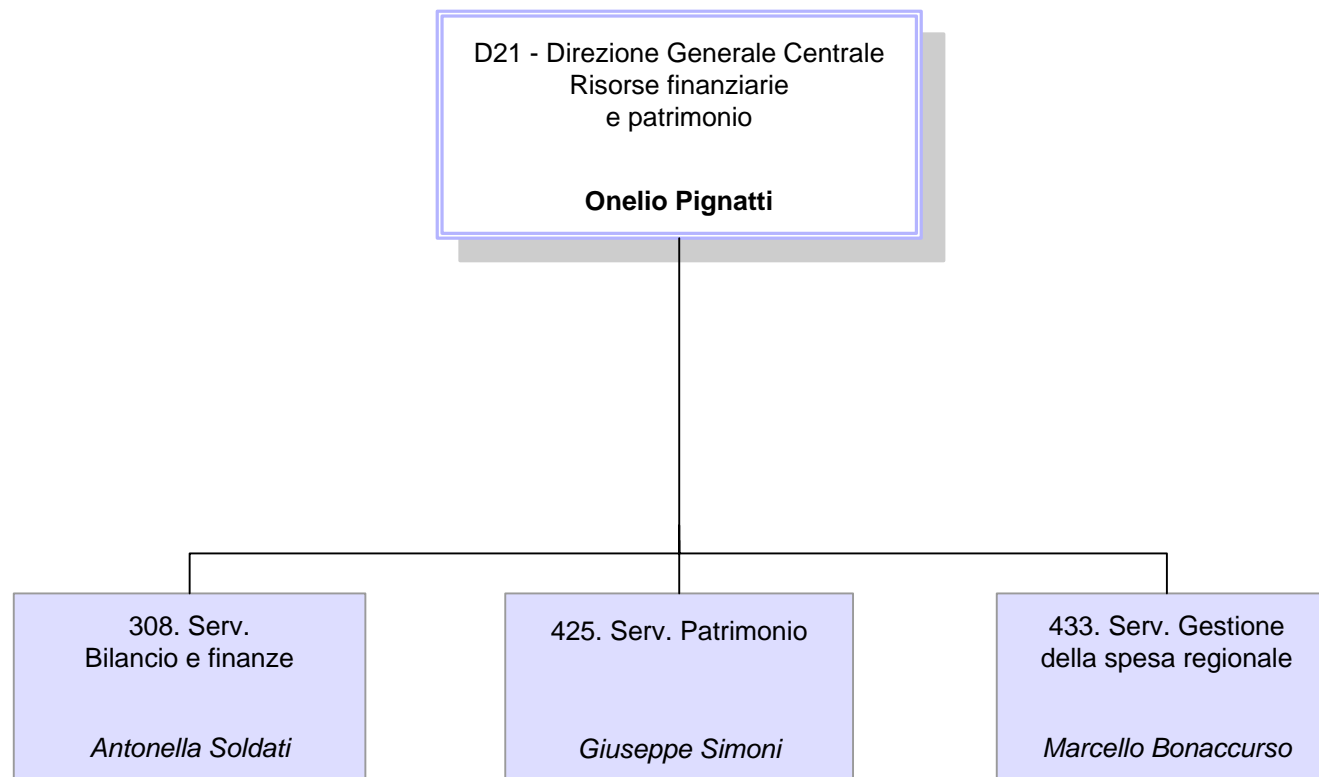 D21 - Direzione Generale Centrale
Risorse finanziarie
e patrimonio
Onelio Pignatti
308. Serv.
Bilancio e finanze
Antonella Soldati
425. Serv. Patrimonio
Giuseppe Simoni
433. Serv. Gestione
della spesa regionale
Marcello Bonaccurso